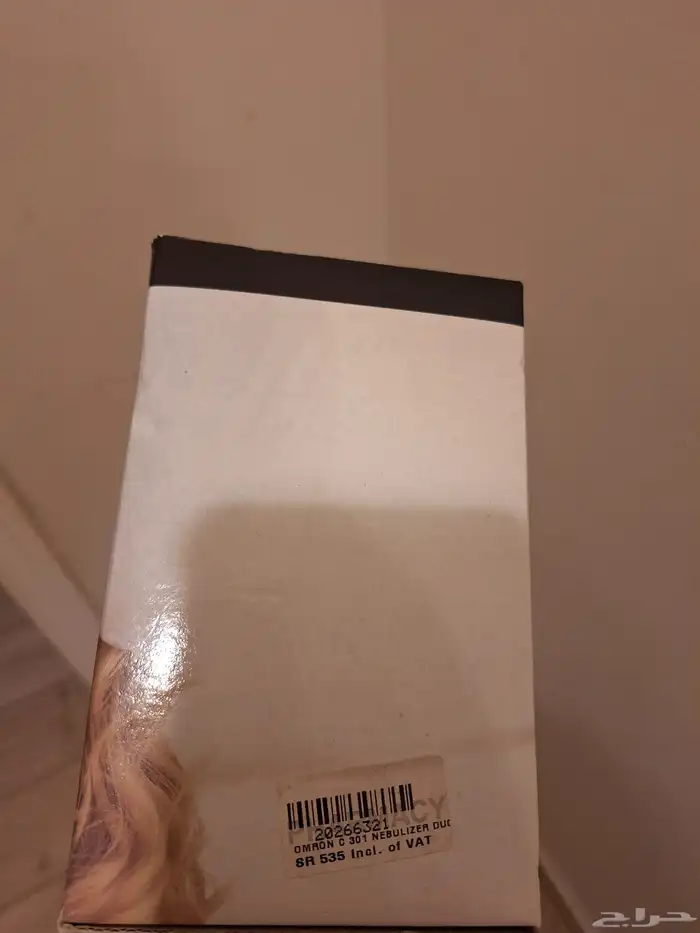 PHARMACY
20266321
OMRON C 301 NEBULIZER DUO
SR 535 Incl. of VAT
حراج